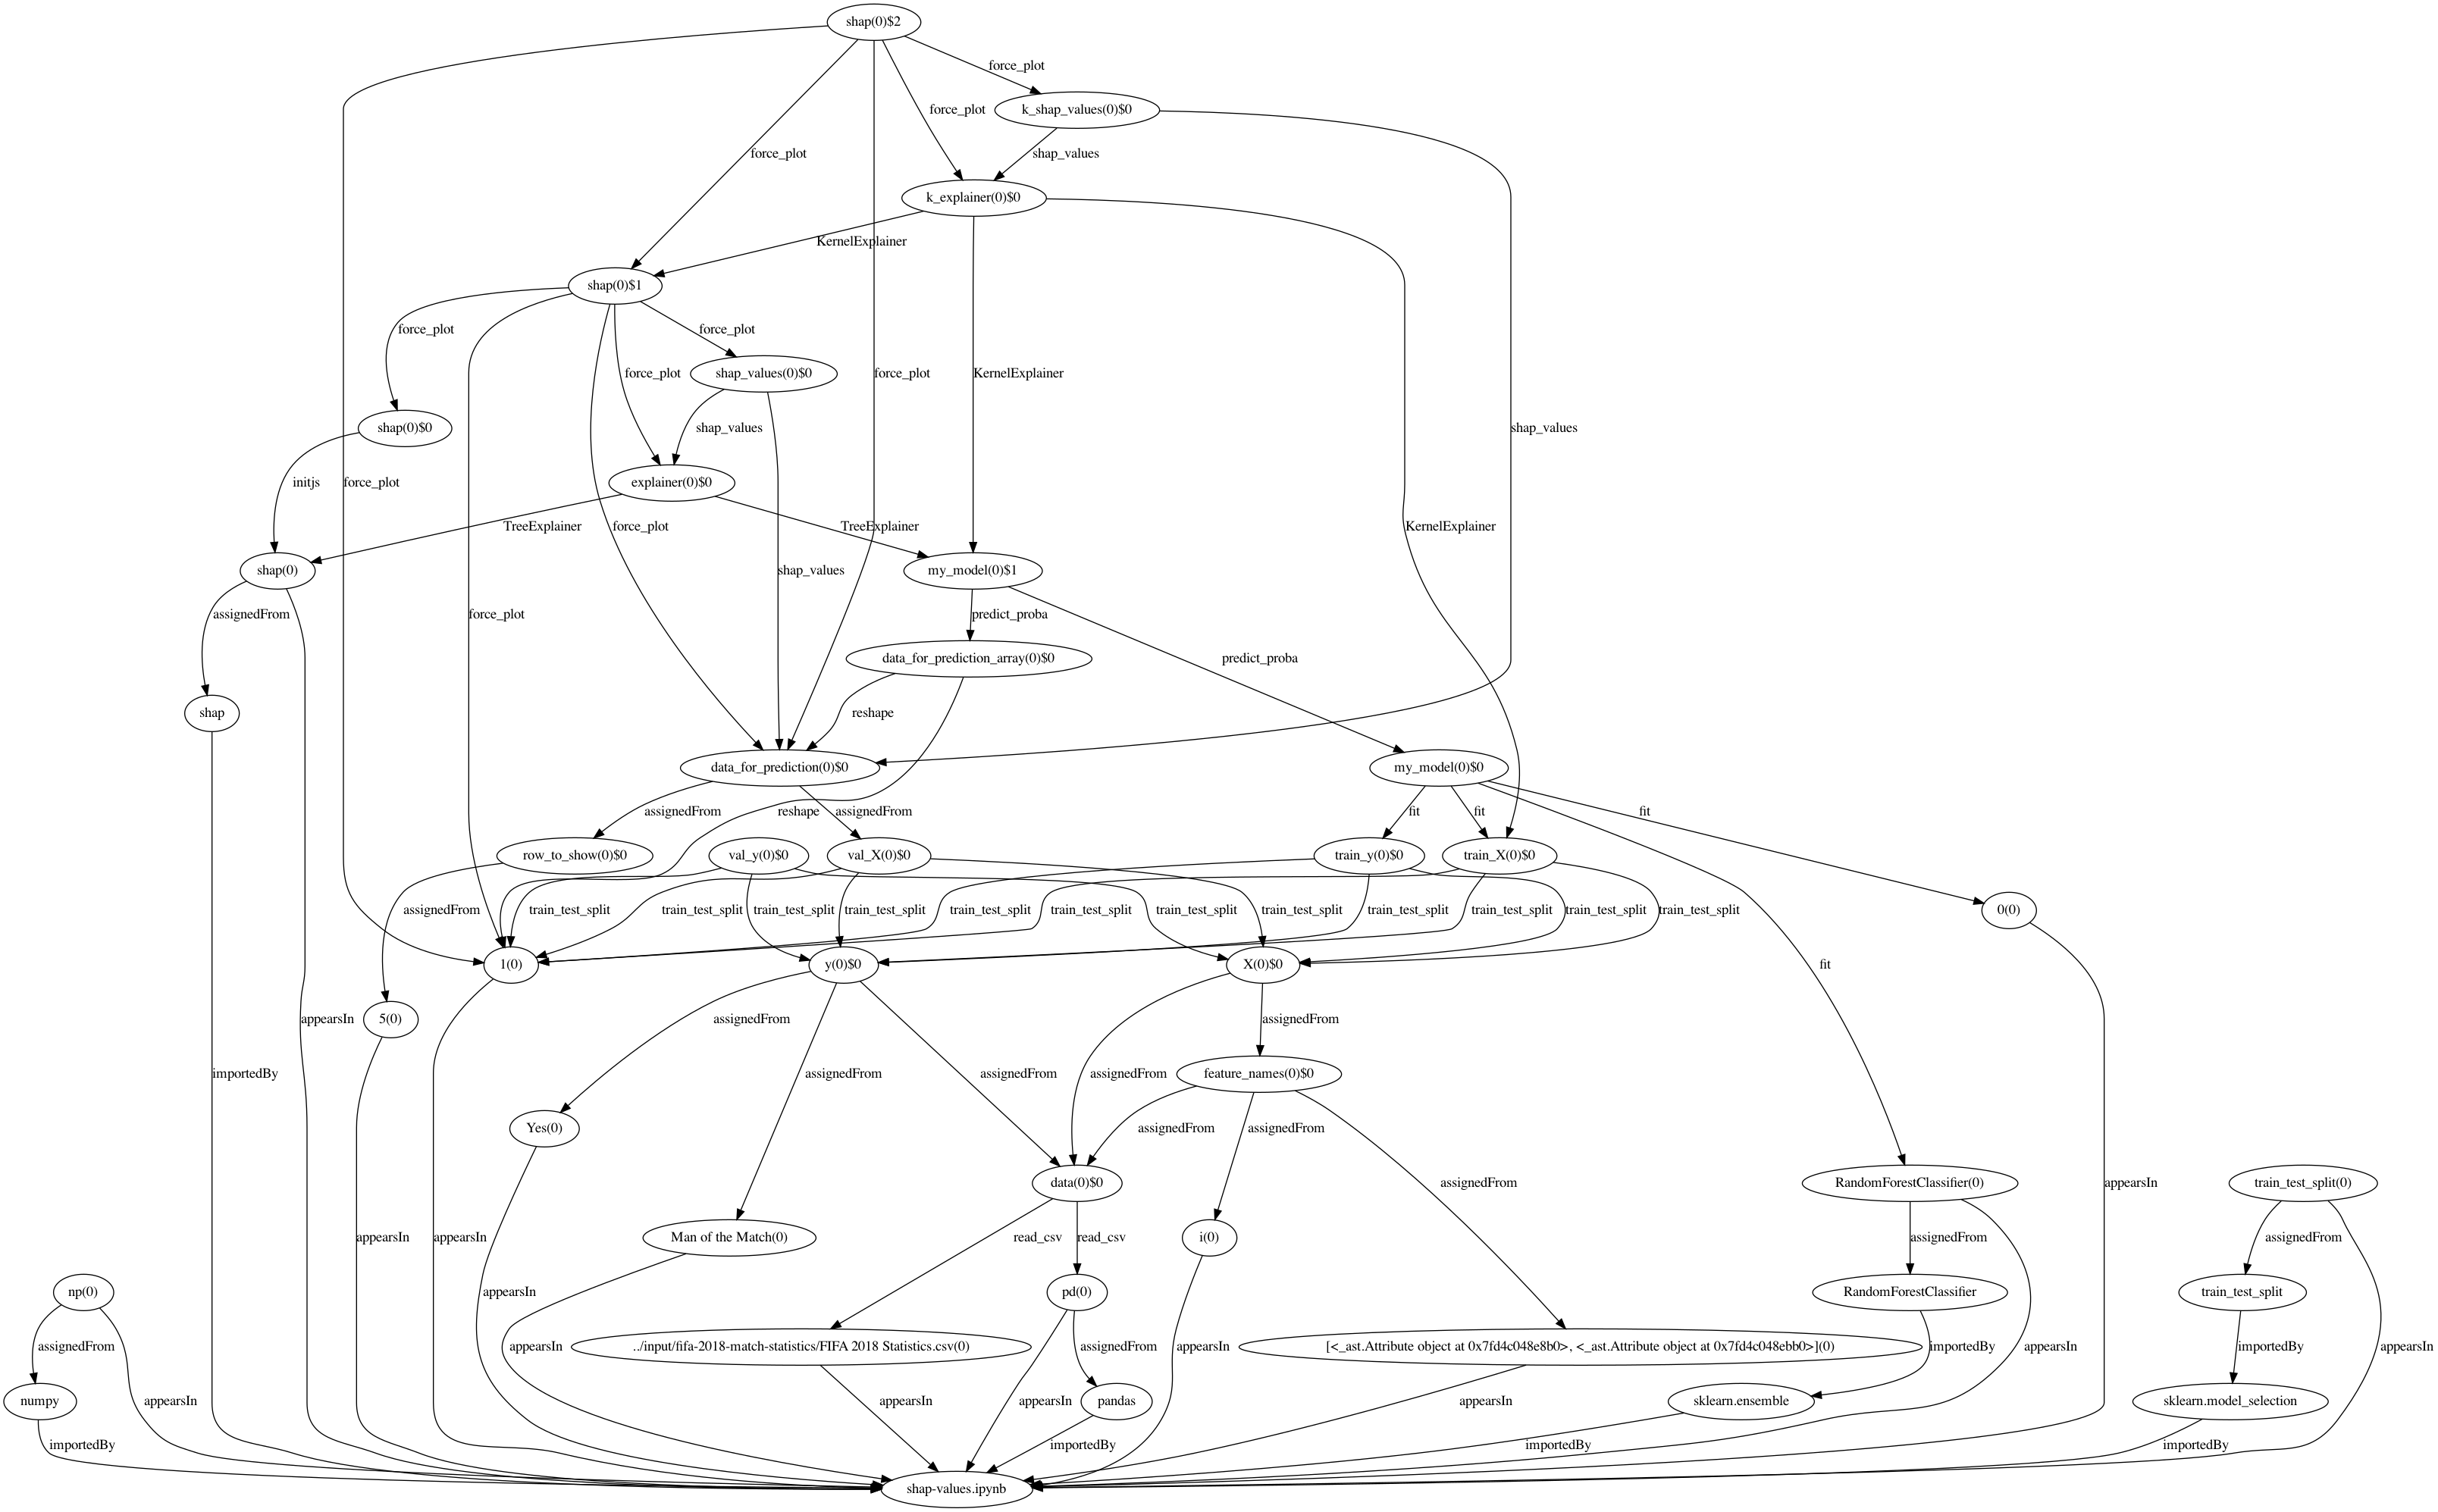 shap(0)$2
force_plot
k_shap_values(0)$0
force_plot
force_plot
shap_values
k_explainer(0)$0
KernelExplainer
shap(0)$1
force_plot
force_plot
shap_values(0)$0
force_plot
force_plot
KernelExplainer
shap(0)$0
shap_values
shap_values
explainer(0)$0
initjs
force_plot
TreeExplainer
force_plot
TreeExplainer
KernelExplainer
shap(0)
my_model(0)$1
shap_values
assignedFrom
force_plot
predict_proba
data_for_prediction_array(0)$0
predict_proba
shap
reshape
data_for_prediction(0)$0
my_model(0)$0
assignedFrom
reshape
assignedFrom
fit
fit
fit
row_to_show(0)$0
val_y(0)$0
val_X(0)$0
train_y(0)$0
train_X(0)$0
assignedFrom
train_test_split
train_test_split
train_test_split
train_test_split
train_test_split
train_test_split
train_test_split
train_test_split
train_test_split
train_test_split
train_test_split
train_test_split
0(0)
1(0)
y(0)$0
X(0)$0
fit
5(0)
appearsIn
assignedFrom
assignedFrom
importedBy
assignedFrom
assignedFrom
assignedFrom
feature_names(0)$0
Yes(0)
assignedFrom
assignedFrom
data(0)$0
assignedFrom
RandomForestClassifier(0)
appearsIn
train_test_split(0)
appearsIn
appearsIn
Man of the Match(0)
read_csv
read_csv
i(0)
assignedFrom
assignedFrom
np(0)
appearsIn
pd(0)
RandomForestClassifier
train_test_split
assignedFrom
appearsIn
../input/fifa-2018-match-statistics/FIFA 2018 Statistics.csv(0)
assignedFrom
appearsIn
[<_ast.Attribute object at 0x7fd4c048e8b0>, <_ast.Attribute object at 0x7fd4c048ebb0>](0)
importedBy
appearsIn
importedBy
appearsIn
numpy
appearsIn
appearsIn
appearsIn
pandas
appearsIn
sklearn.ensemble
sklearn.model_selection
importedBy
importedBy
importedBy
importedBy
shap-values.ipynb